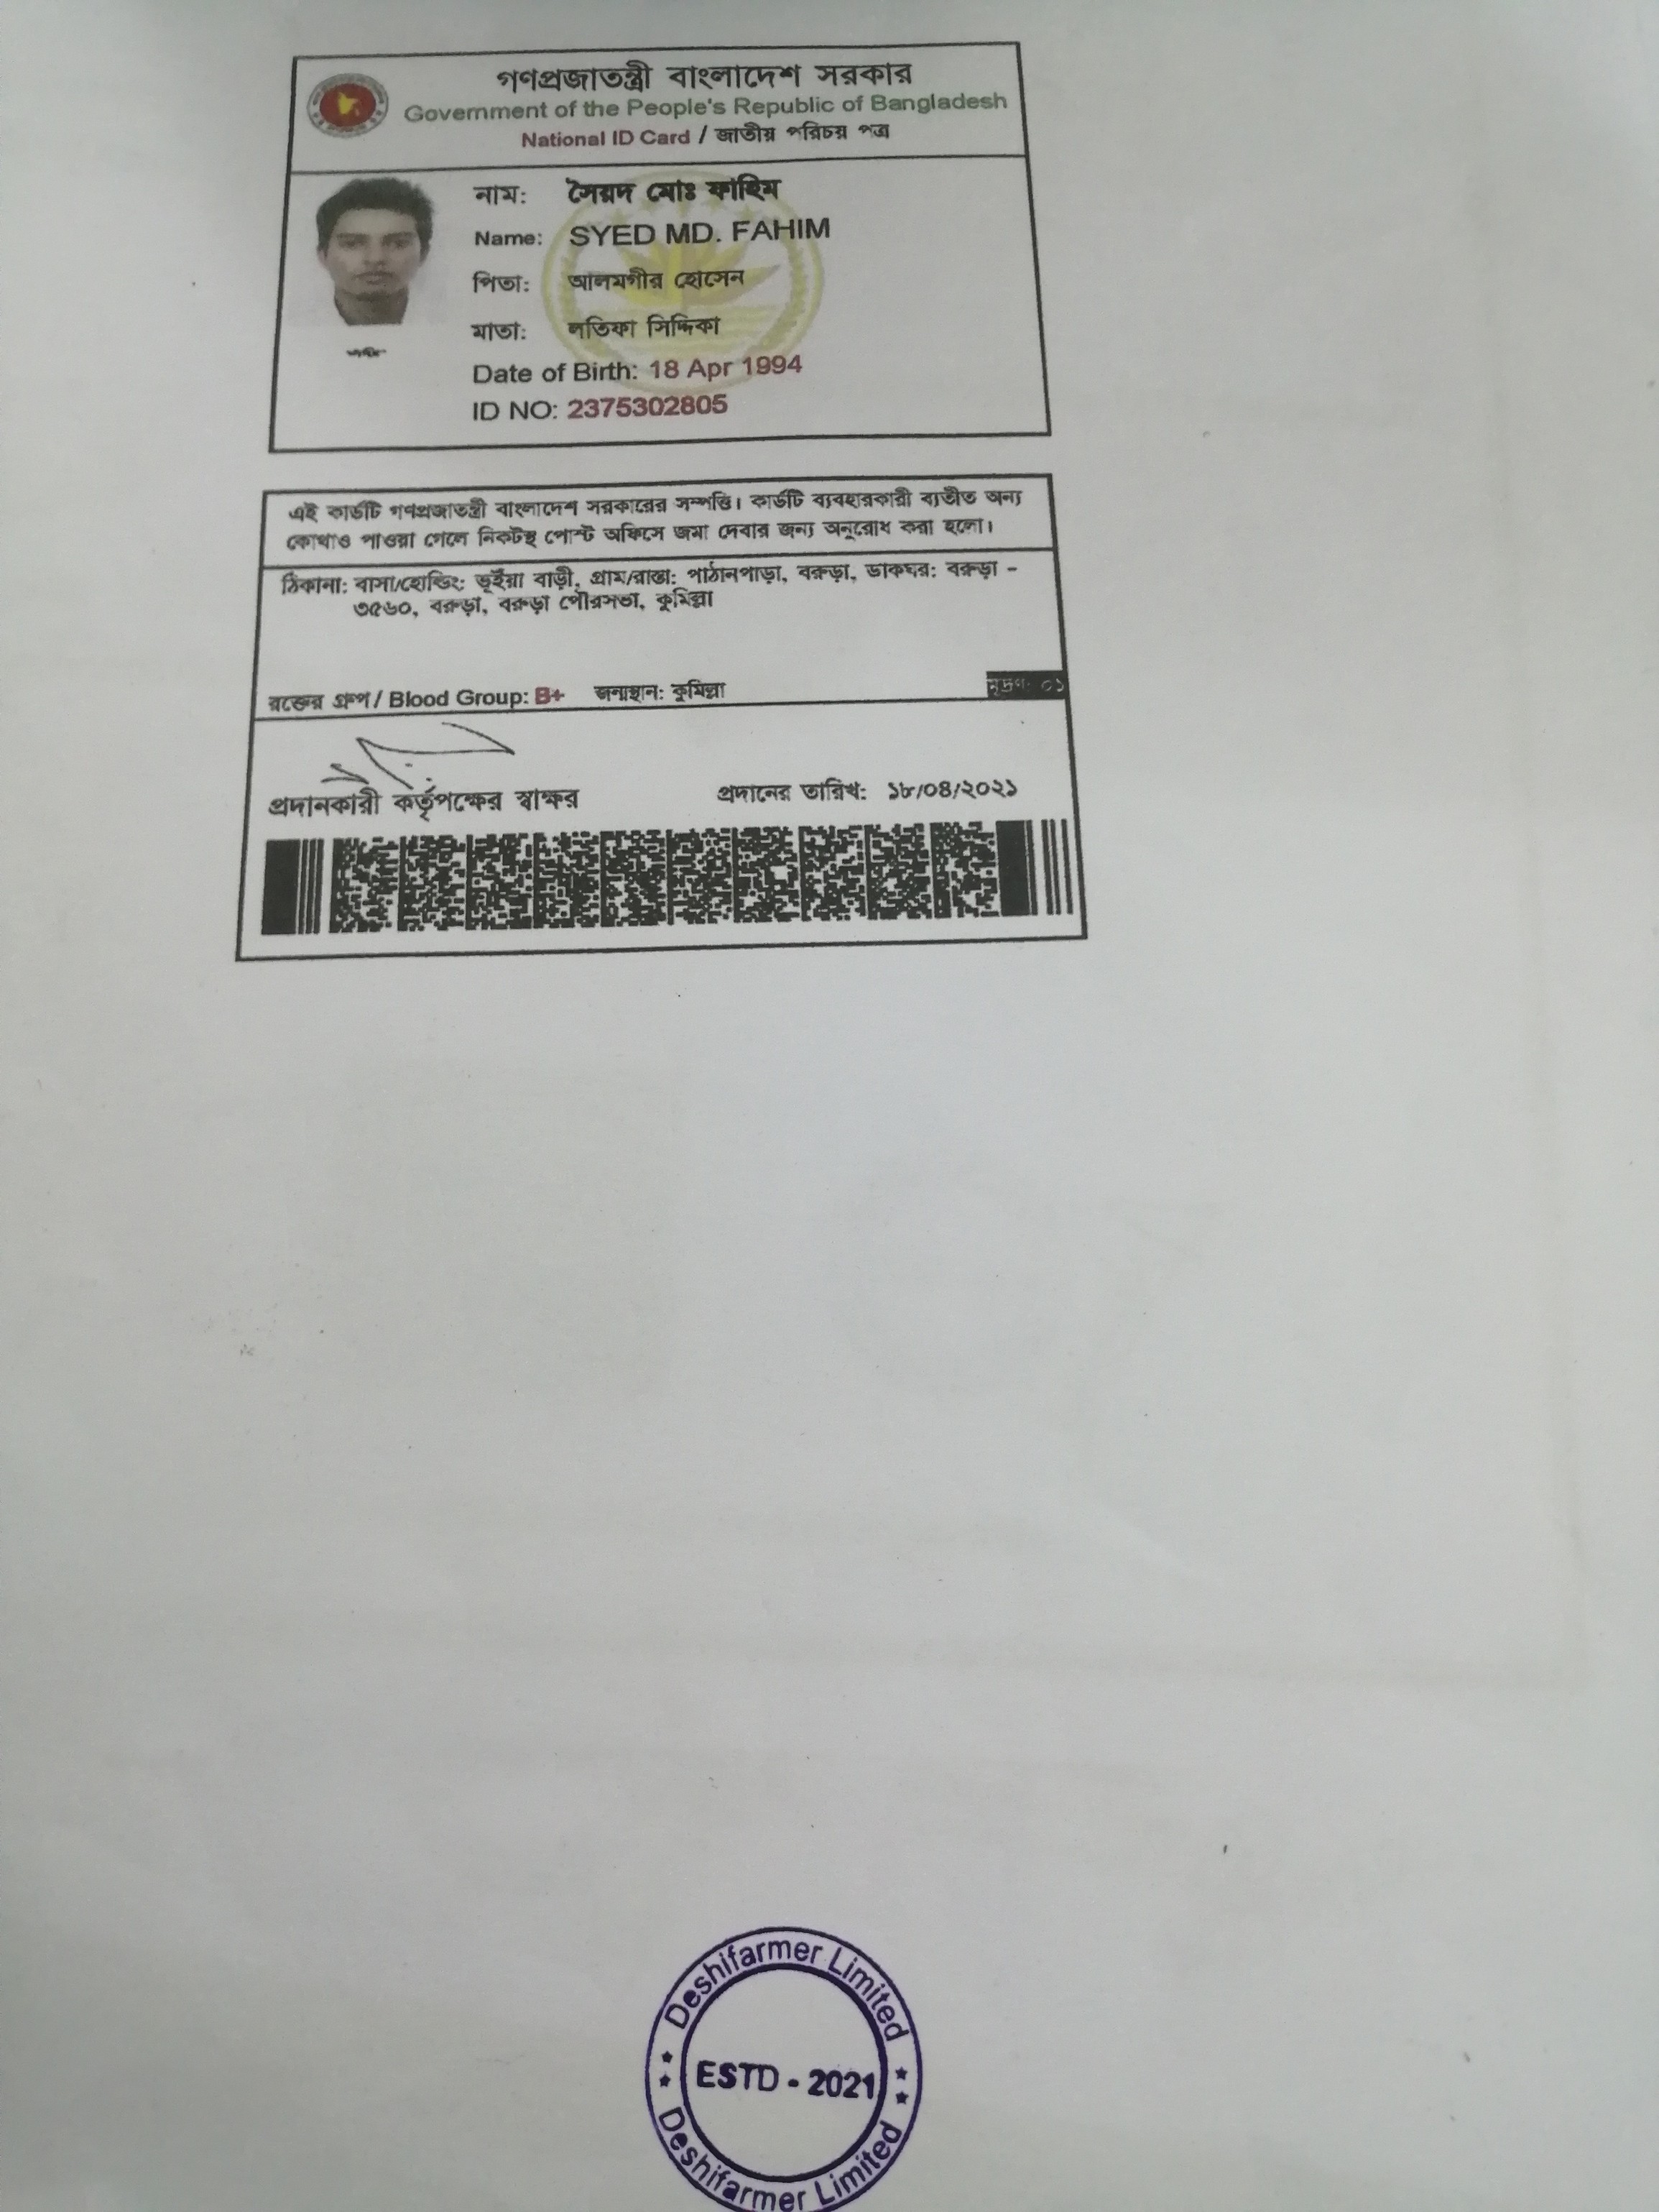 গণপ্রজাতন্ত্রী বাংলাদেশ সরকার
Government of the People's Republic of Bangladesh
National ID Card / জাতীয় পরিচয় পত্র
নাম: সৈয়দ মোঃ ফাহিম
Name: SYED MD. FAHIM
পিতা: আলমগীর হোসেন
মাতা: লতিফা সিদ্দিকা
Date of Birth: 18 Apr 1994
ID NO: 2375302805
এই কার্ডটি গণপ্রজাতন্ত্রী বাংলাদেশ সরকারের সম্পত্তি। কার্ডটি ব্যবহারকারী ব্যতীত অন্য
কোথাও পাওয়া গেলে নিকটস্থ পোস্ট অফিসে জমা দেবার জন্য অনুরোধ করা হলো।
ঠিকানা: বাসা/হোল্ডিং: ভূইঁয়া বাড়ী, গ্রাম/রাস্তা: পাঠানপাড়া, বরুড়া, ডাকঘর: বরুড়া -
৩৫৬০, বরুড়া, বরুড়া পৌরসভা, কুমিল্লা
রক্তের গ্রুপ / Blood Group: B+ জন্মস্থান: কুমিল্লা মূদ্রণ: ০১
প্রদানকারী কর্তৃপক্ষের স্বাক্ষর প্রদানের তারিখ: ১৮/০৪/২০২১
Deshifarmer Limited
ESTD - 2021
Deshifarmer Limited